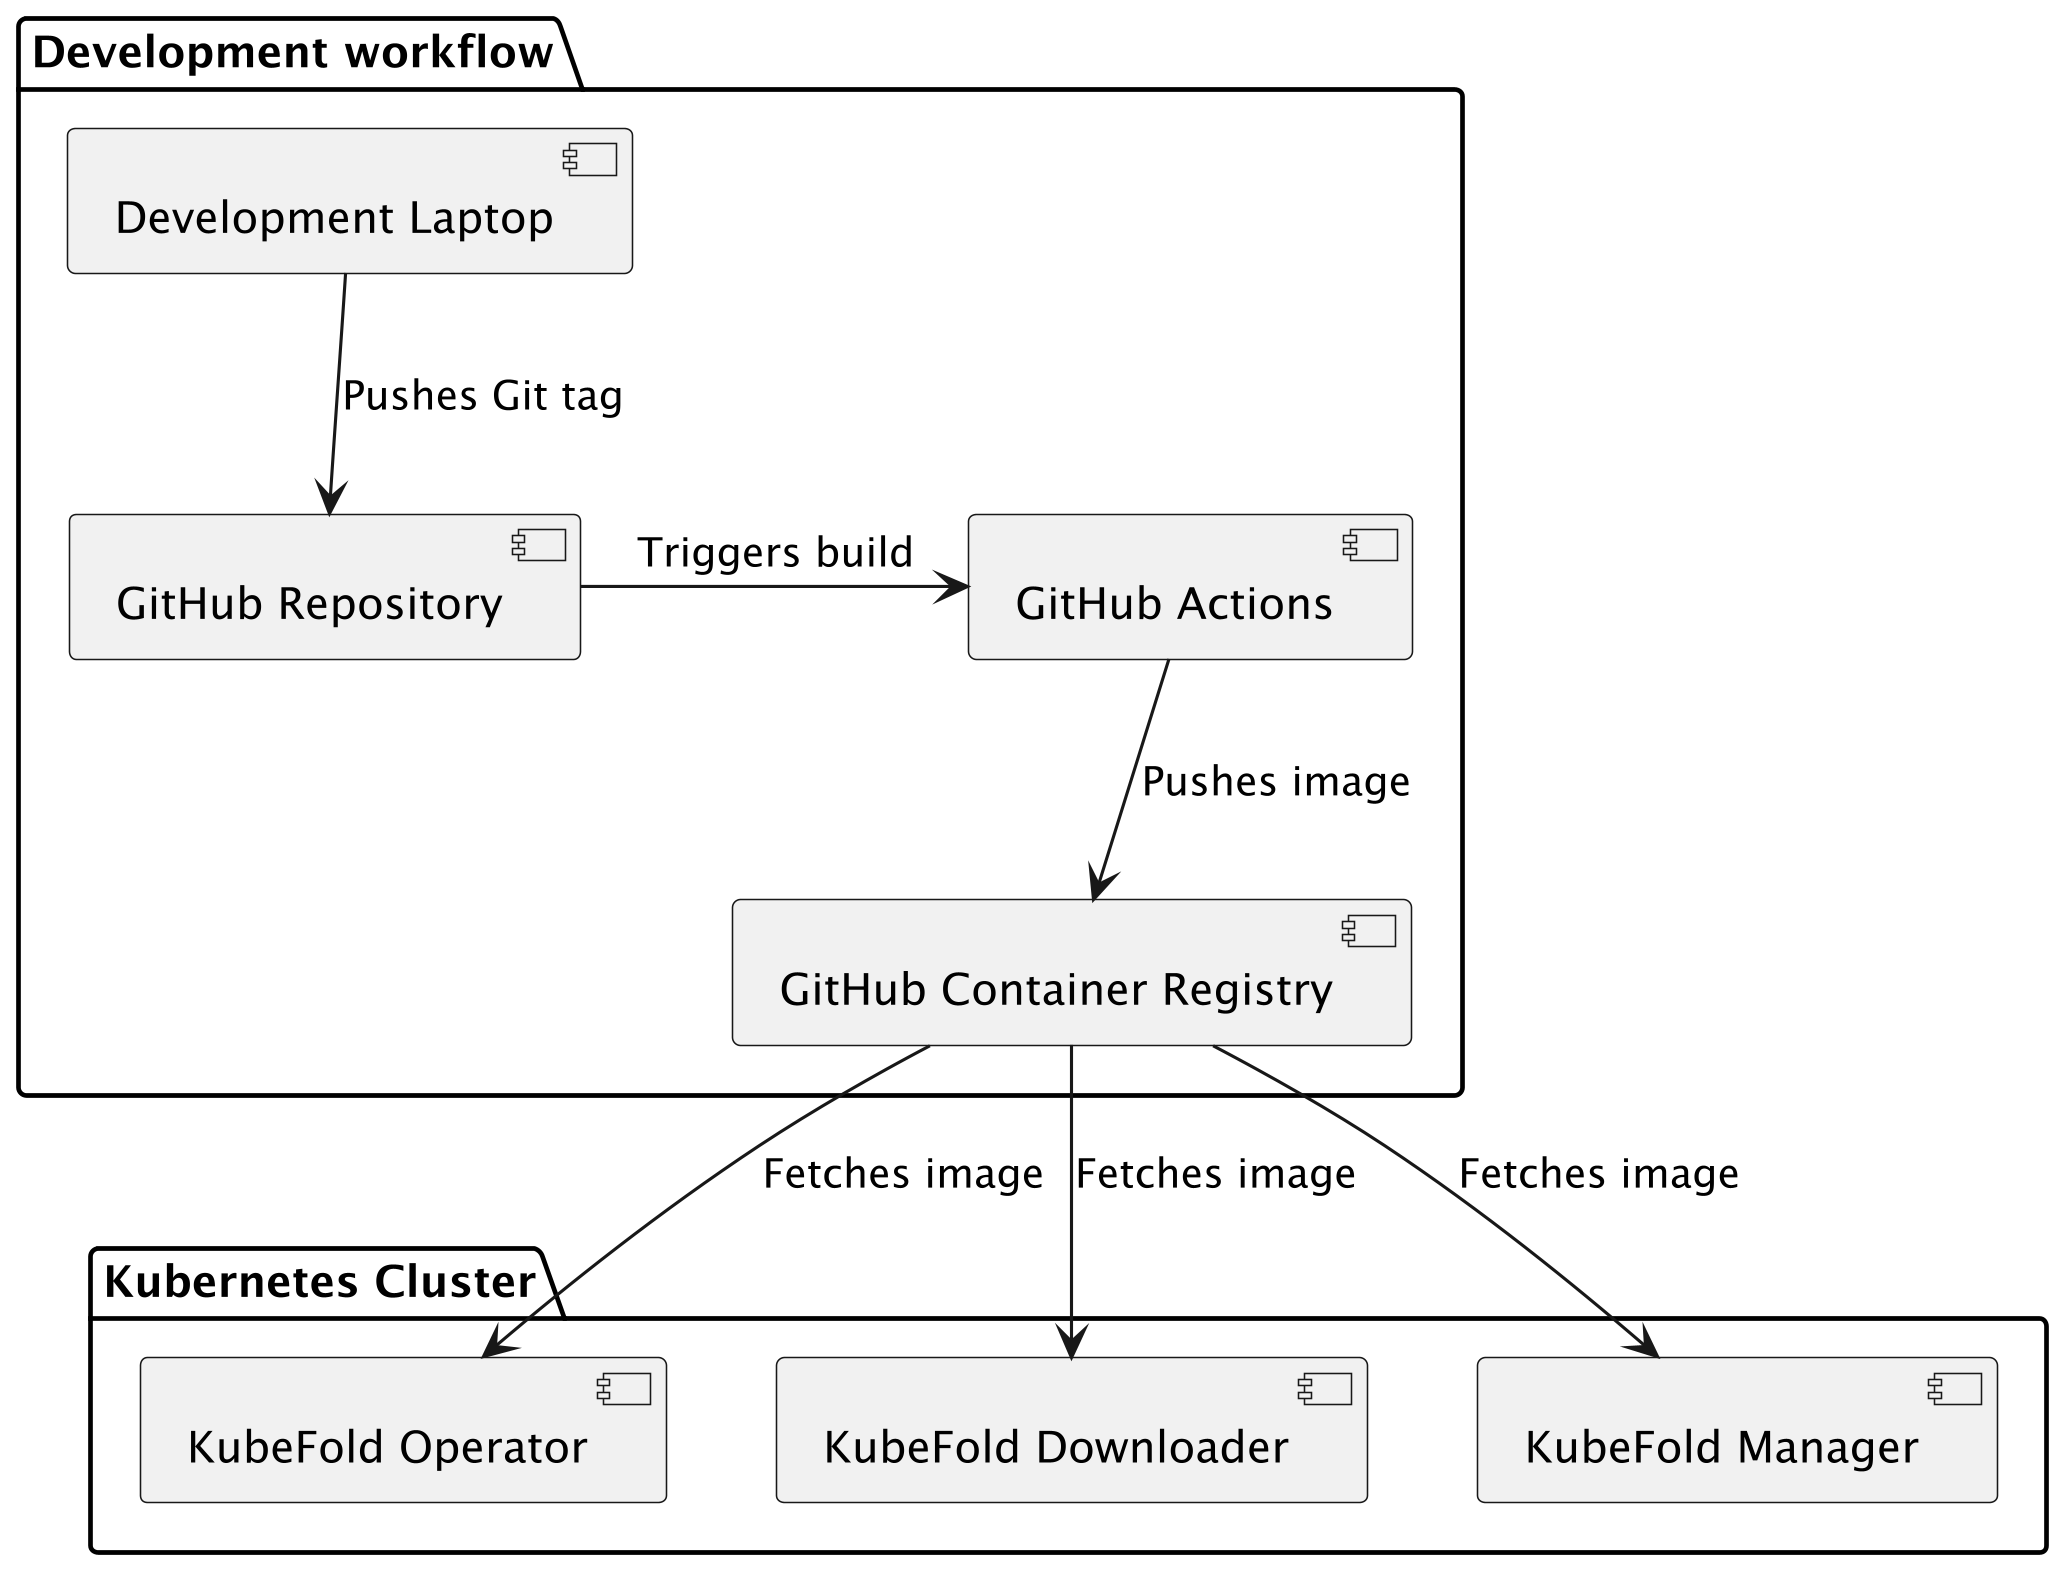 Development workflow
Development Laptop
Pushes Git tag
GitHub Repository
Triggers build
GitHub Actions
Pushes image
GitHub Container Registry
Fetches image
Fetches image
Fetches image
Kubernetes Cluster
KubeFold Operator
KubeFold Downloader
KubeFold Manager